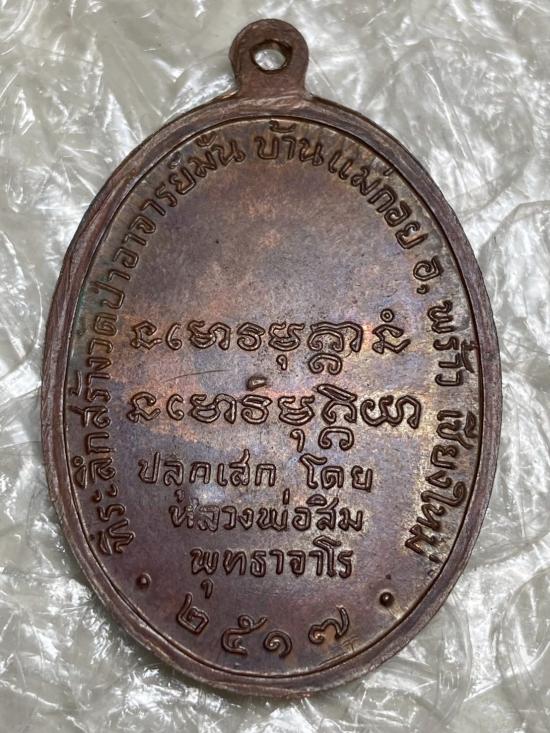 ที่ระลึกสร้างวัดป่าอาจารย์มั่น บ้านแม่กอย อ. พร้าว เชียงใหม่
ปลุกเสก โดย
หลวงพ่อสิม
พุทธาจาโร
๒๕๑๗